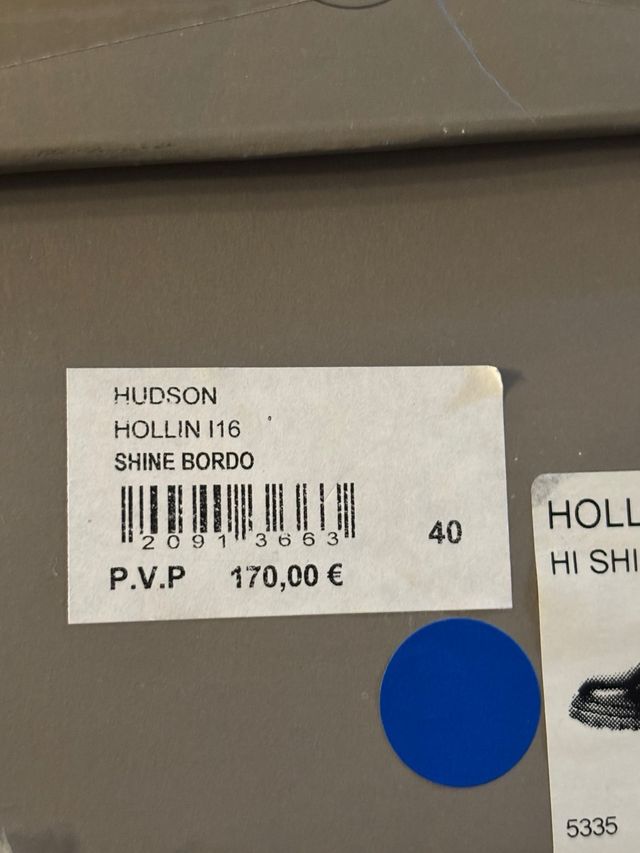 HUDSON
HOLLIN I16
SHINE BORDO
2091 3663
40
P.V.P 170,00 €
HOLL
HI SHI
5335